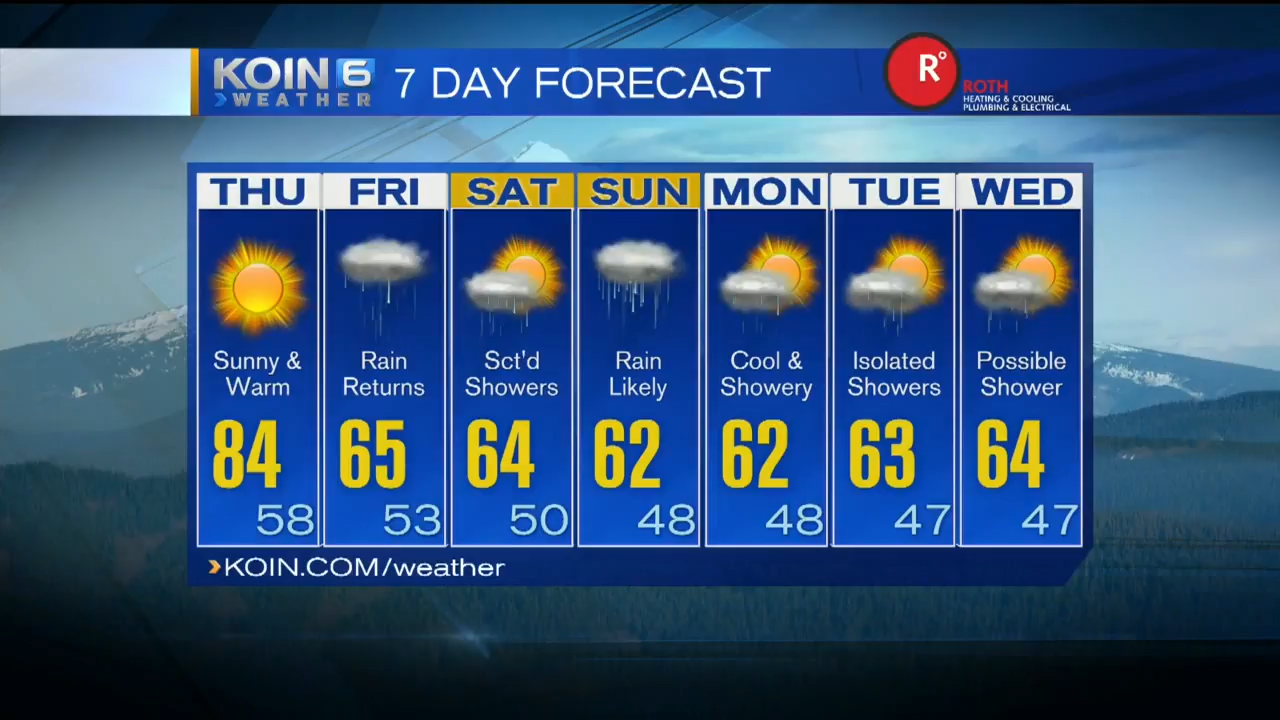 KOIN 6
WEATHER
7 DAY FORECAST
R°
ROTH
HEATING & COOLING
PLUMBING & ELECTRICAL
THU
FRI
SAT
SUN
MON
TUE
WED
Sunny &
Warm
Rain
Returns
Sct'd
Showers
Rain
Likely
Cool &
Showery
Isolated
Showers
Possible
Shower
84
65
64
62
62
63
64
58
53
50
48
48
47
47
KOIN.COM/weather